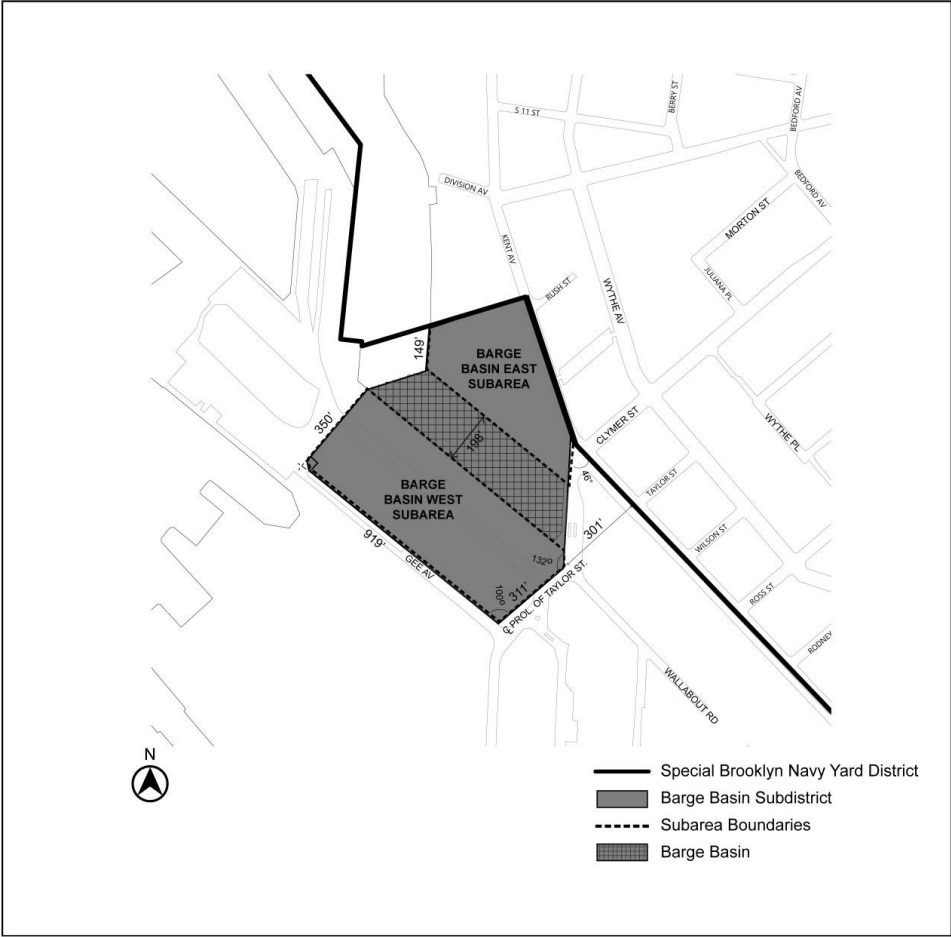 BERRY ST
BEDFORD AV
S 11 ST
DIVISION AV
BEDFORD AV
MORTON ST
KENT AV
JULIANA PL
RUSH ST
WYTHE AV
149'
BARGE
BASIN EAST
SUBAREA
350'
198'
CLYMER ST
WYTHE PL
46°
TAYLOR ST
BARGE
BASIN WEST
SUBAREA
301'
WILSON ST
919'
GEE AV
132°
100°
311'
℄ PROL. OF TAYLOR ST.
ROSS ST
RODNEY
WALLABOUT RD
N
Special Brooklyn Navy Yard District
Barge Basin Subdistrict
Subarea Boundaries
Barge Basin